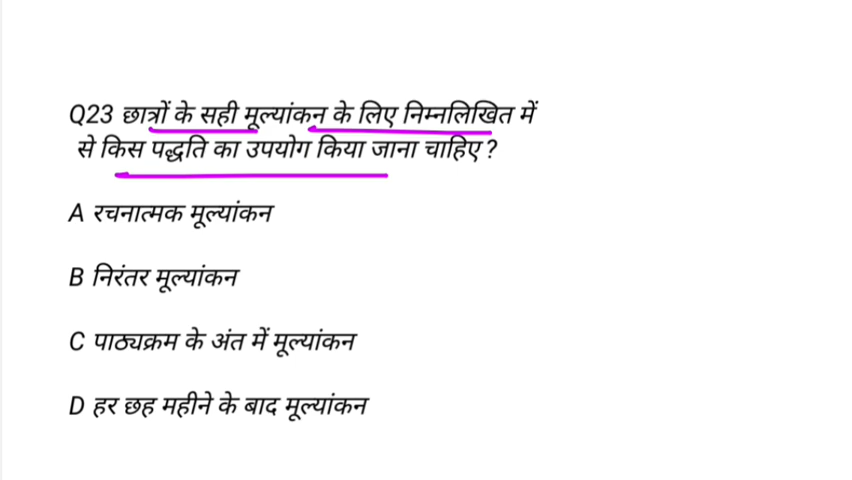 Q23 छात्रों के सही मूल्यांकन के लिए निम्नलिखित में
से किस पद्धति का उपयोग किया जाना चाहिए ?
A रचनात्मक मूल्यांकन
B निरंतर मूल्यांकन
C पाठ्यक्रम के अंत में मूल्यांकन
D हर छह महीने के बाद मूल्यांकन